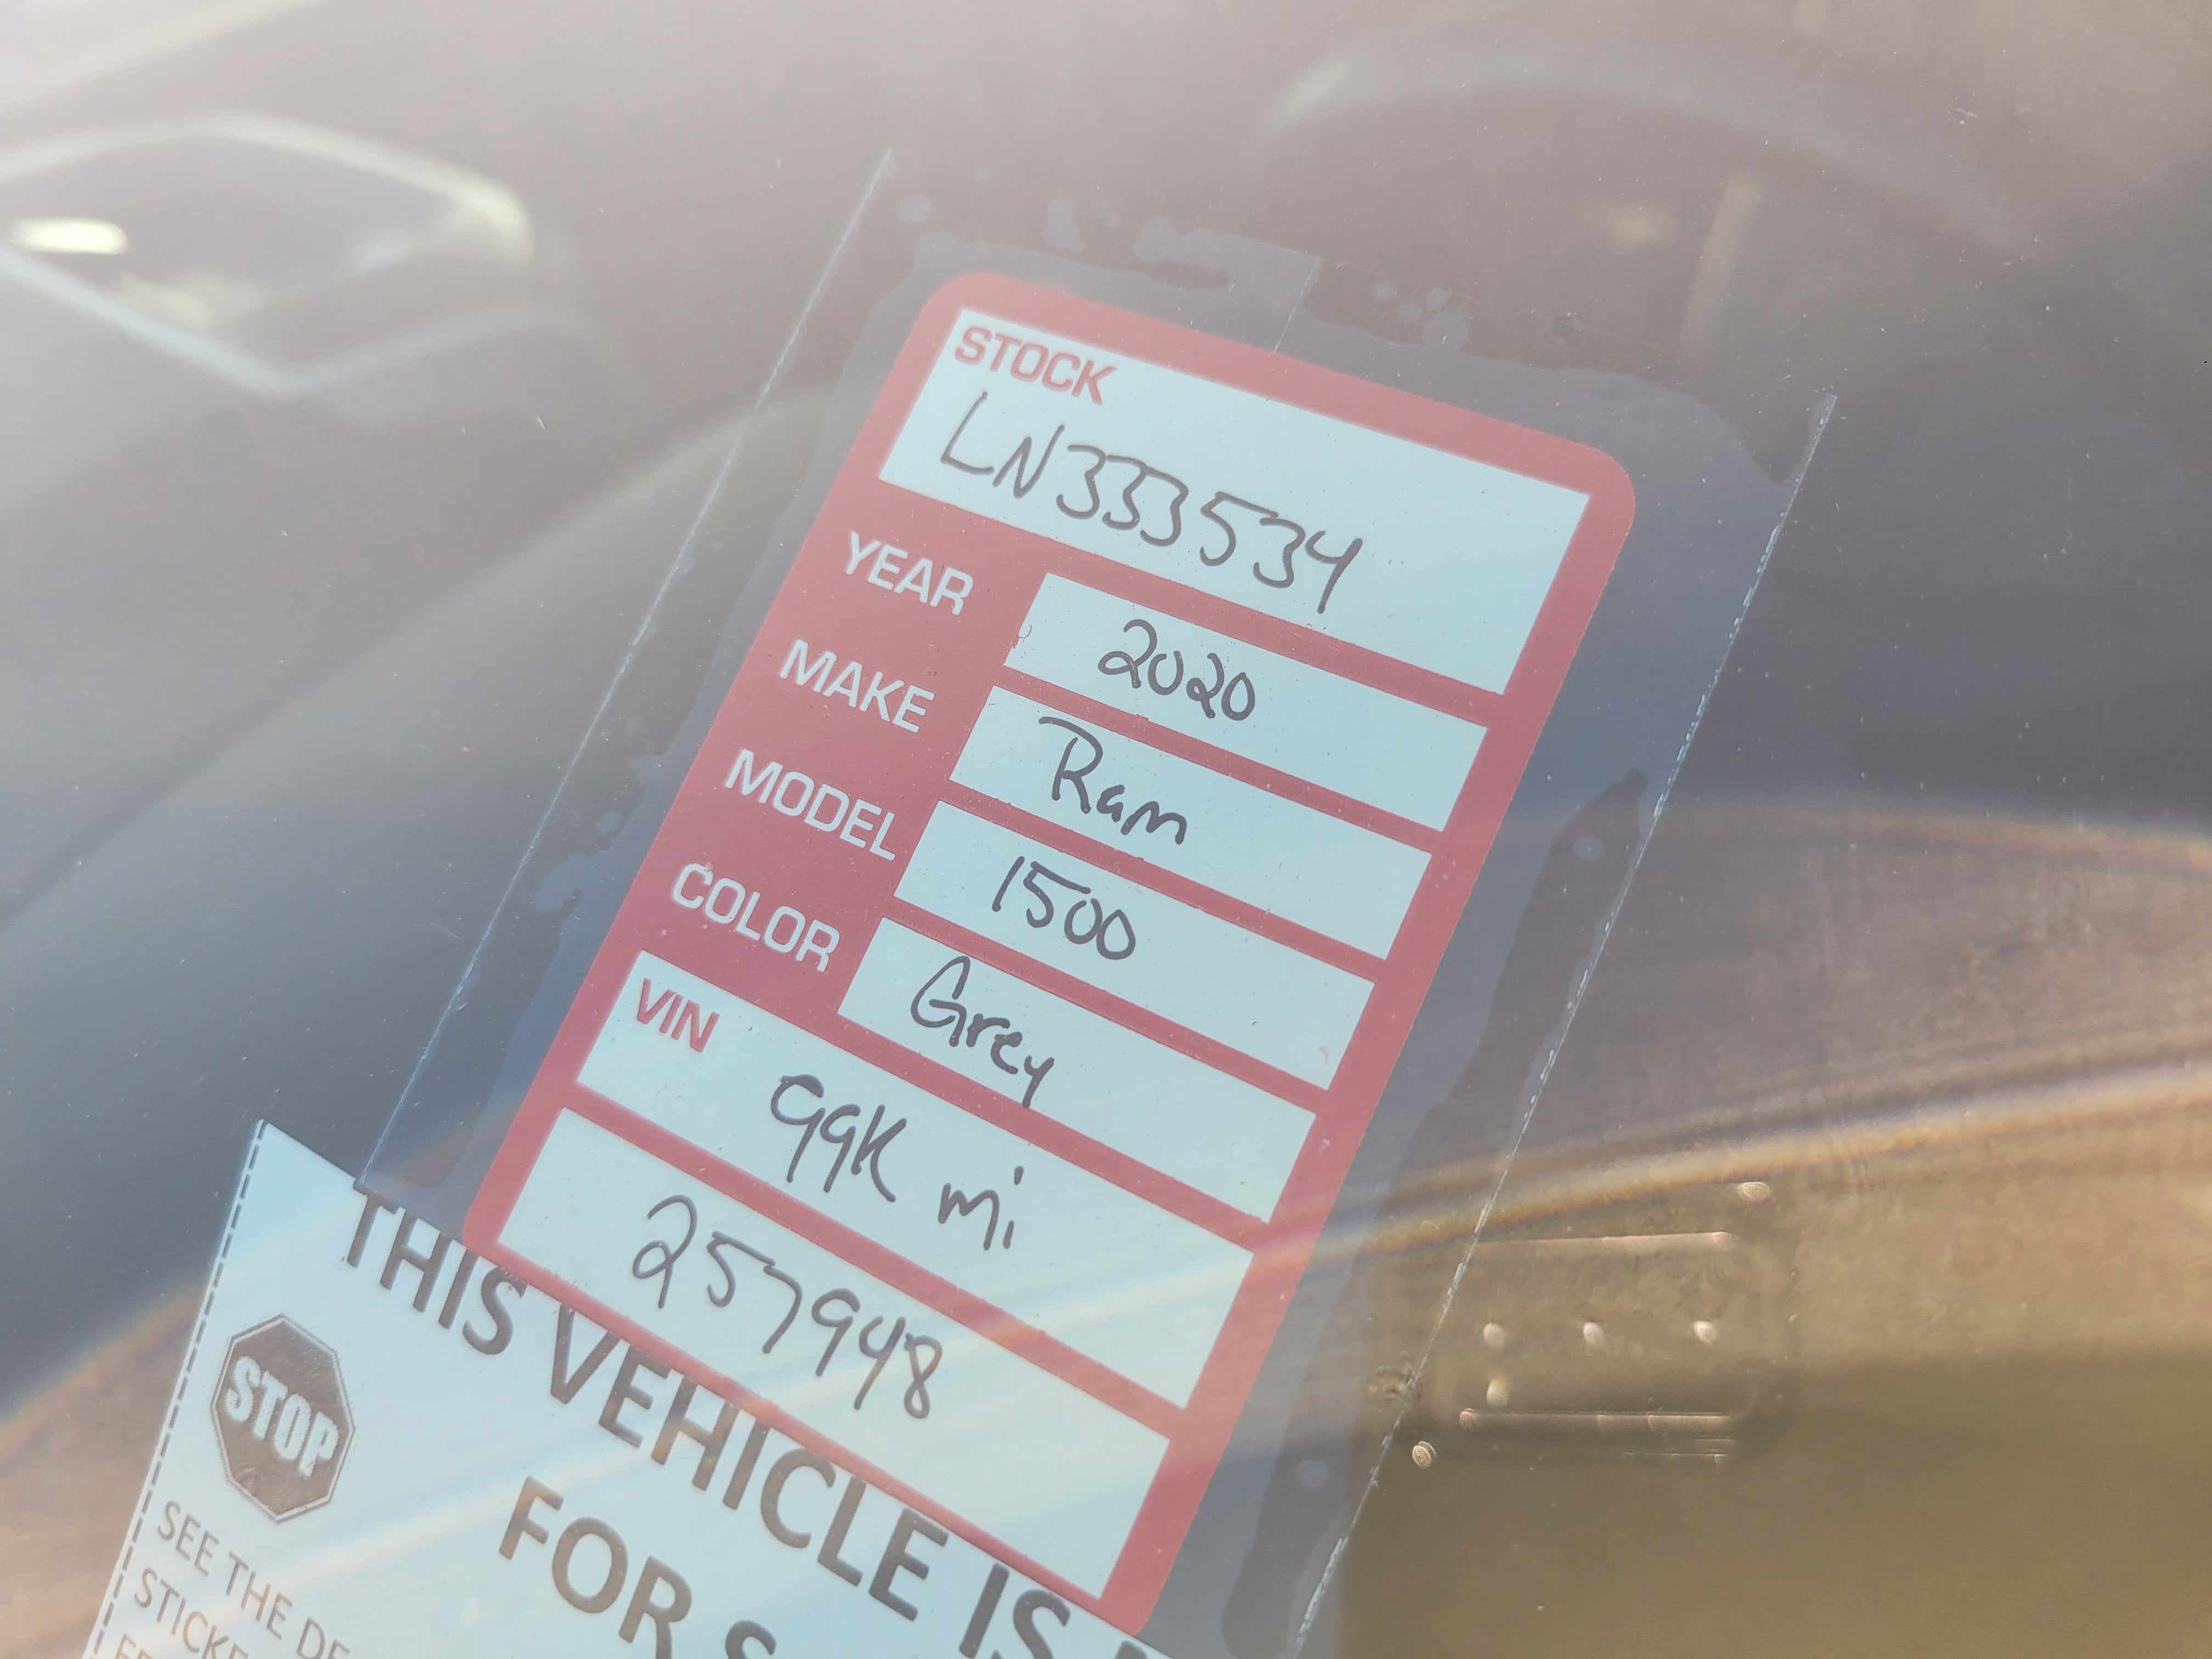 STOCK
LN333534
YEAR 2020
MAKE Ram
MODEL 1500
COLOR Grey
VIN
99K mi
257948
THIS VEHICLE IS
FOR S
STOP
SEE THE DE
STICKE